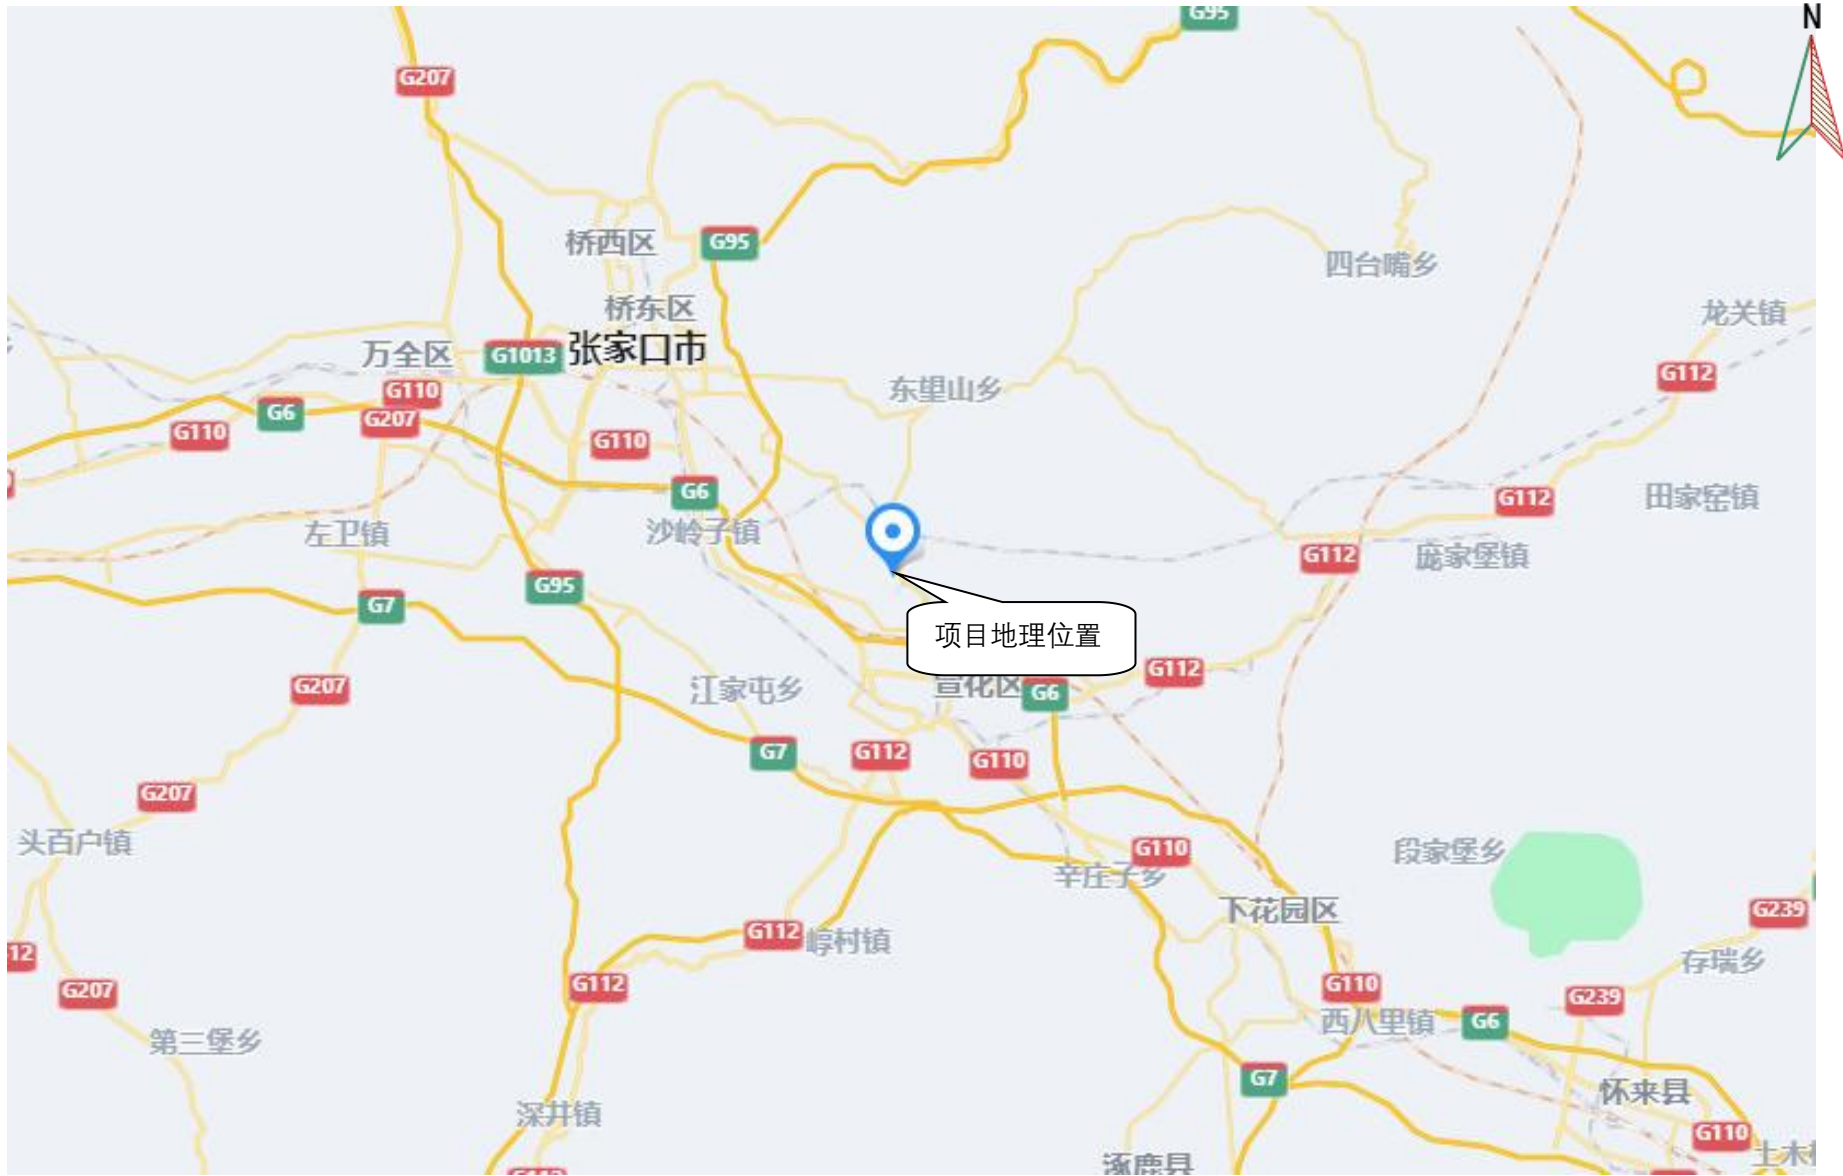 G95
N
G207
桥西区
G95
四台嘴乡
桥东区
龙关镇
张家口市
万全区
G1013
G112
东望山乡
G110
G6
G207
G110
G110
G6
G112
田家窑镇
左卫镇
沙岭子镇
G112
庞家堡镇
G95
G7
项目地理位置
G112
江家屯乡
宣化区
G6
G207
G7
G112
G110
G207
头百户镇
G110
段家堡乡
辛庄子乡
下花园区
G239
G112
崞村镇
12
存瑞乡
G207
G112
G110
G239
西八里镇
G6
第三堡乡
G7
怀来县
深井镇
G110
土木
涿鹿县